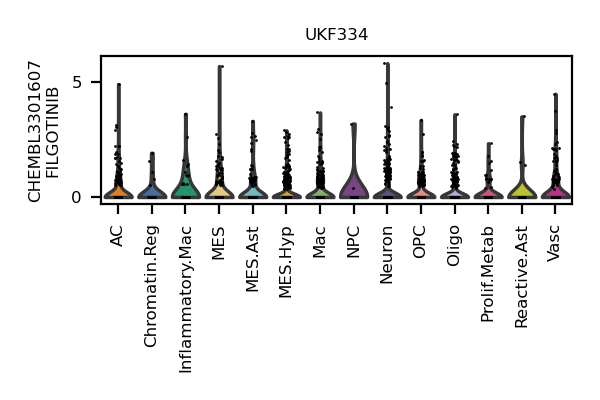 UKF334
CHEMBL3301607
FILGOTINIB
5
0
AC
Chromatin.Reg
Inflammatory.Mac
MES
MES.Ast
MES.Hyp
Mac
NPC
Neuron
OPC
Oligo
Prolif.Metab
Reactive.Ast
Vasc